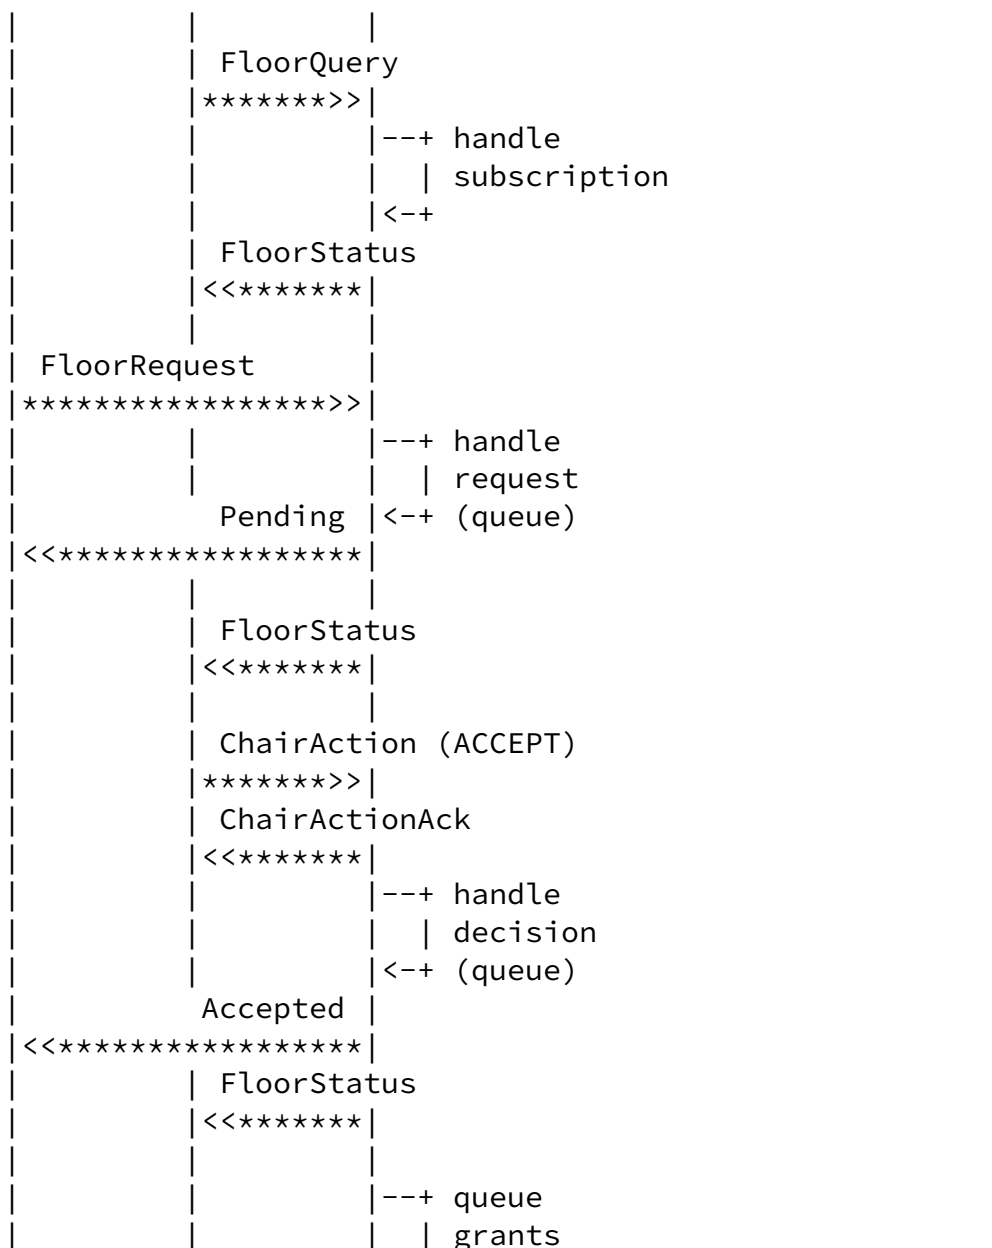 |         |         |
|         | FloorQuery
|         |*******>>|
|         |         |--+ handle
|         |         |  | subscription
|         |         |<-+
|         | FloorStatus
|         |<<*******|
|         |         |
| FloorRequest      |
|*****************>>|
|         |         |--+ handle
|         |         |  | request
|           Pending |<-+ (queue)
|<<*****************|
|         |         |
|         | FloorStatus
|         |<<*******|
|         |         |
|         | ChairAction (ACCEPT)
|         |*******>>|
|         | ChairActionAck
|         |<<*******|
|         |         |--+ handle
|         |         |  | decision
|         |         |<-+ (queue)
|          Accepted |
|<<*****************|
|         | FloorStatus
|         |<<*******|
|         |         |
|         |         |--+ queue
|         |         |  | grants